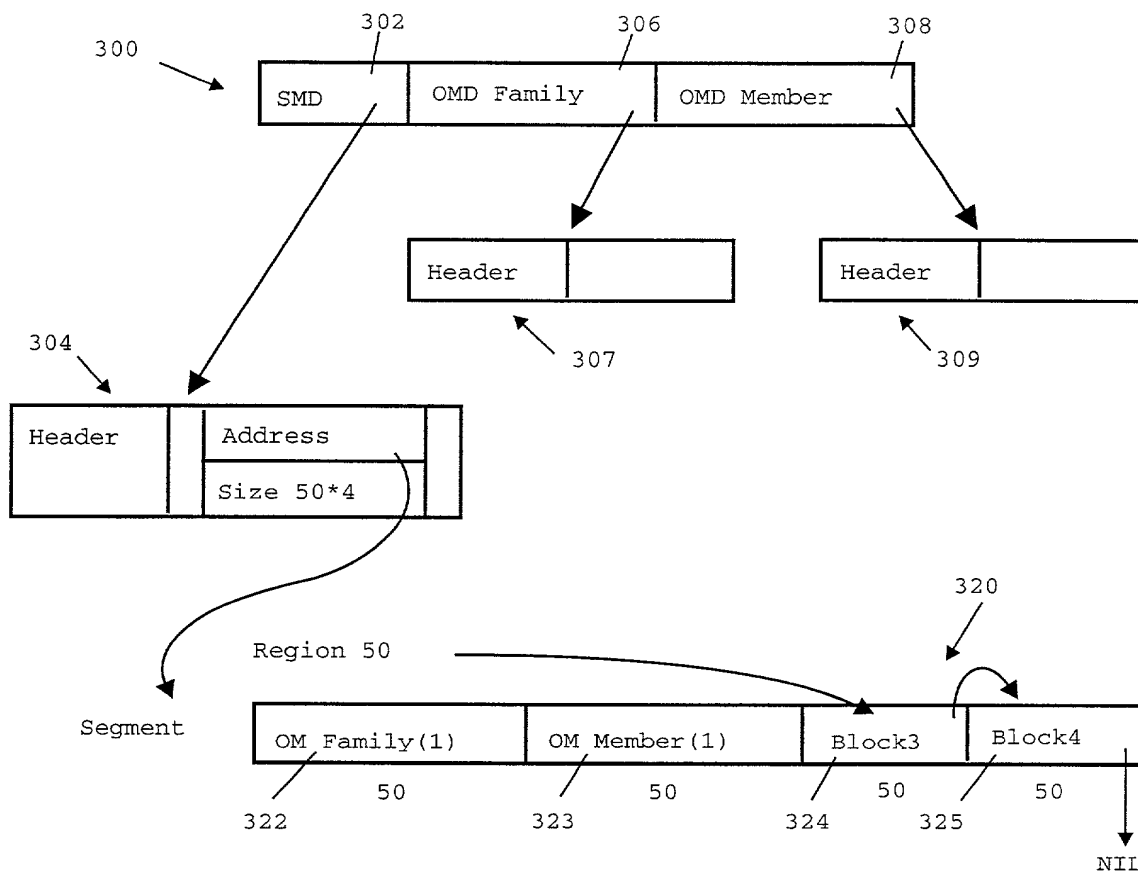 302
306
308
300
SMD
OMD Family
OMD Member
Header
Header
307
309
304
Header
Address
Size 50*4
320
Region 50
Segment
OM Family(1)
OM Member(1)
Block3
Block4
50
50
50
50
322
323
324
325
NIL